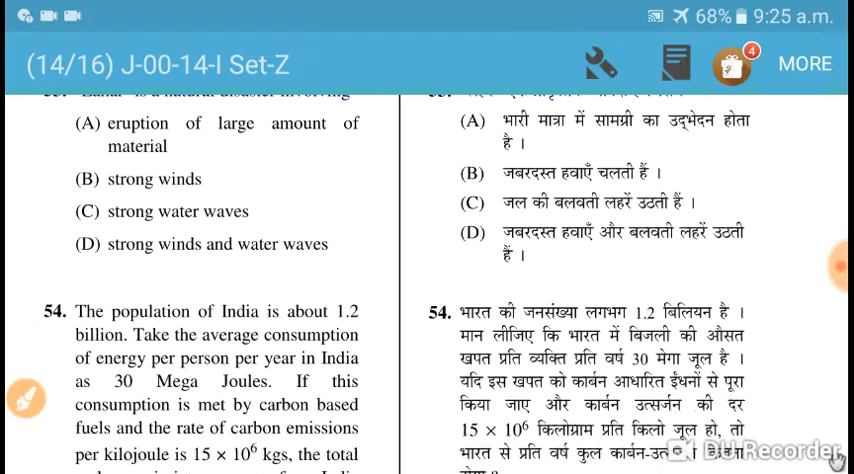 68% 9:25 a.m.
(14/16) J-00-14-I Set-Z
4
MORE
(A) eruption of large amount of
material
(B) strong winds
(C) strong water waves
(D) strong winds and water waves
54. The population of India is about 1.2
billion. Take the average consumption
of energy per person per year in India
as 30 Mega Joules. If this
consumption is met by carbon based
fuels and the rate of carbon emissions
per kilojoule is 15 × 10⁶ kgs, the total
(A) भारी मात्रा में सामग्री का उद्भेदन होता
है ।
(B) जबरदस्त हवाएँ चलती हैं ।
(C) जल की बलवती लहरें उठती हैं ।
(D) जबरदस्त हवाएँ और बलवती लहरें उठती
हैं ।
54. भारत की जनसंख्या लगभग 1.2 बिलियन है ।
मान लीजिए कि भारत में बिजली की औसत
खपत प्रति व्यक्ति प्रति वर्ष 30 मेगा जूल है ।
यदि इस खपत को कार्बन आधारित ईंधनों से पूरा
किया जाए और कार्बन उत्सर्जन की दर
15 × 10⁶ किलोग्राम प्रति किलो जूल हो, तो
भारत से प्रति वर्ष कुल
DU Recorder